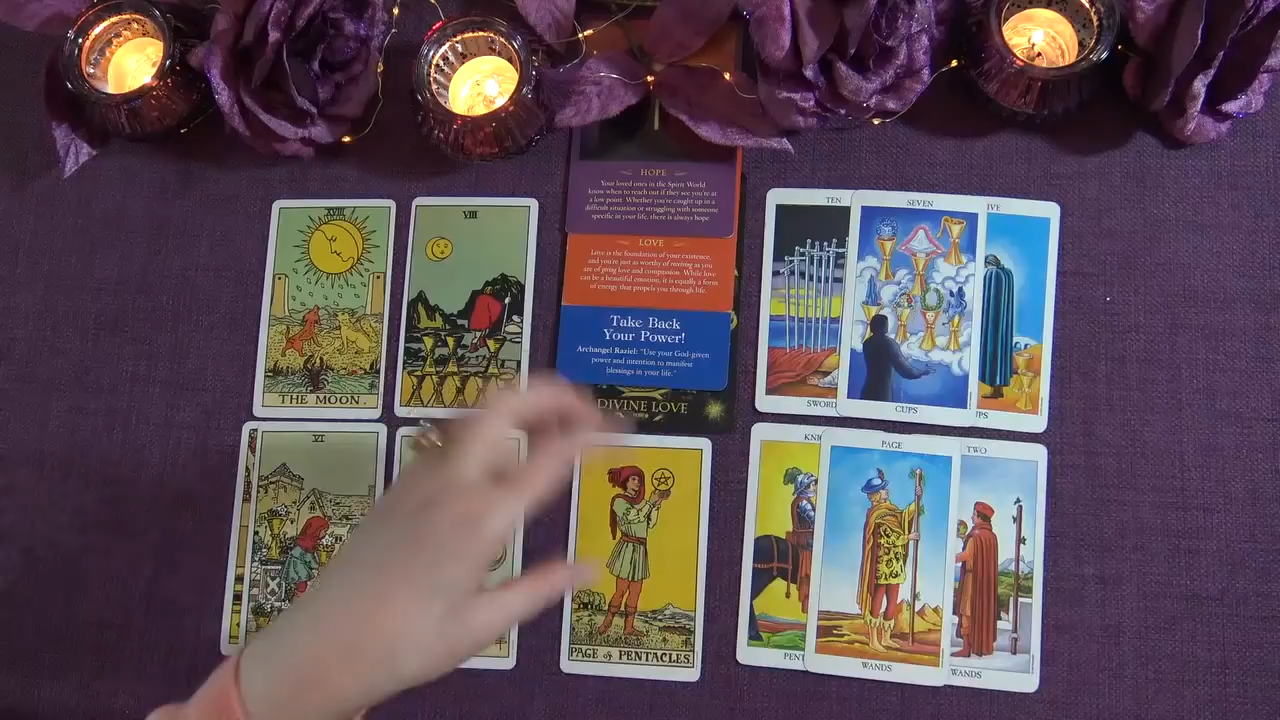 XVIII
THE MOON.
VIII
VI
HOPE
Your loved ones in the Spirit World
know when to reach out if they see you're at
a low point. Whether you're caught up in a
difficult situation or struggling with someone
specific in your life, there is always hope.
LOVE
Love is the foundation of your existence,
and you're just as worthy of receiving as you
are of giving love and compassion. While love
can be a beautiful emotion, it is equally a form
of energy that propels you through life.
Take Back
Your Power!
Archangel Raziel: "Use your God-given
power and intention to manifest
blessings in your life."
DIVINE LOVE
PAGE of PENTACLES.
TEN
SWORD
SEVEN
CUPS
IVE
UPS
KNI
PENT
PAGE
WANDS
TWO
WANDS